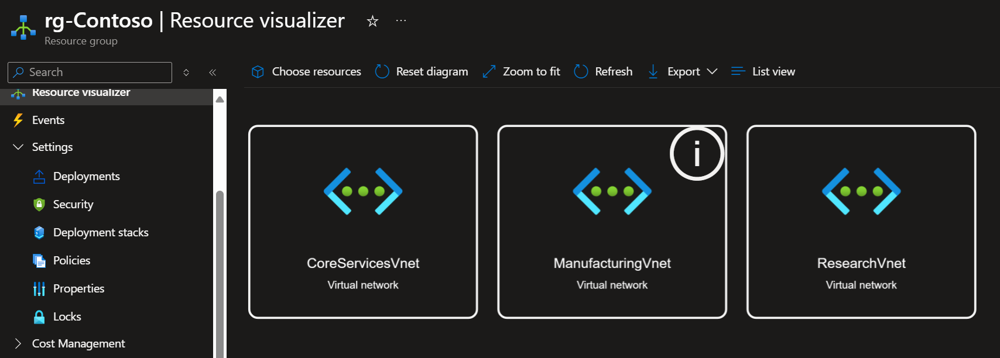 rg-Contoso | Resource visualizer
Resource group
Search
Choose resources
Reset diagram
Zoom to fit
Refresh
Export
List view
Resource visualizer
Events
Settings
Deployments
Security
Deployment stacks
Policies
Properties
Locks
Cost Management
CoreServicesVnet
Virtual network
i
ManufacturingVnet
Virtual network
ResearchVnet
Virtual network